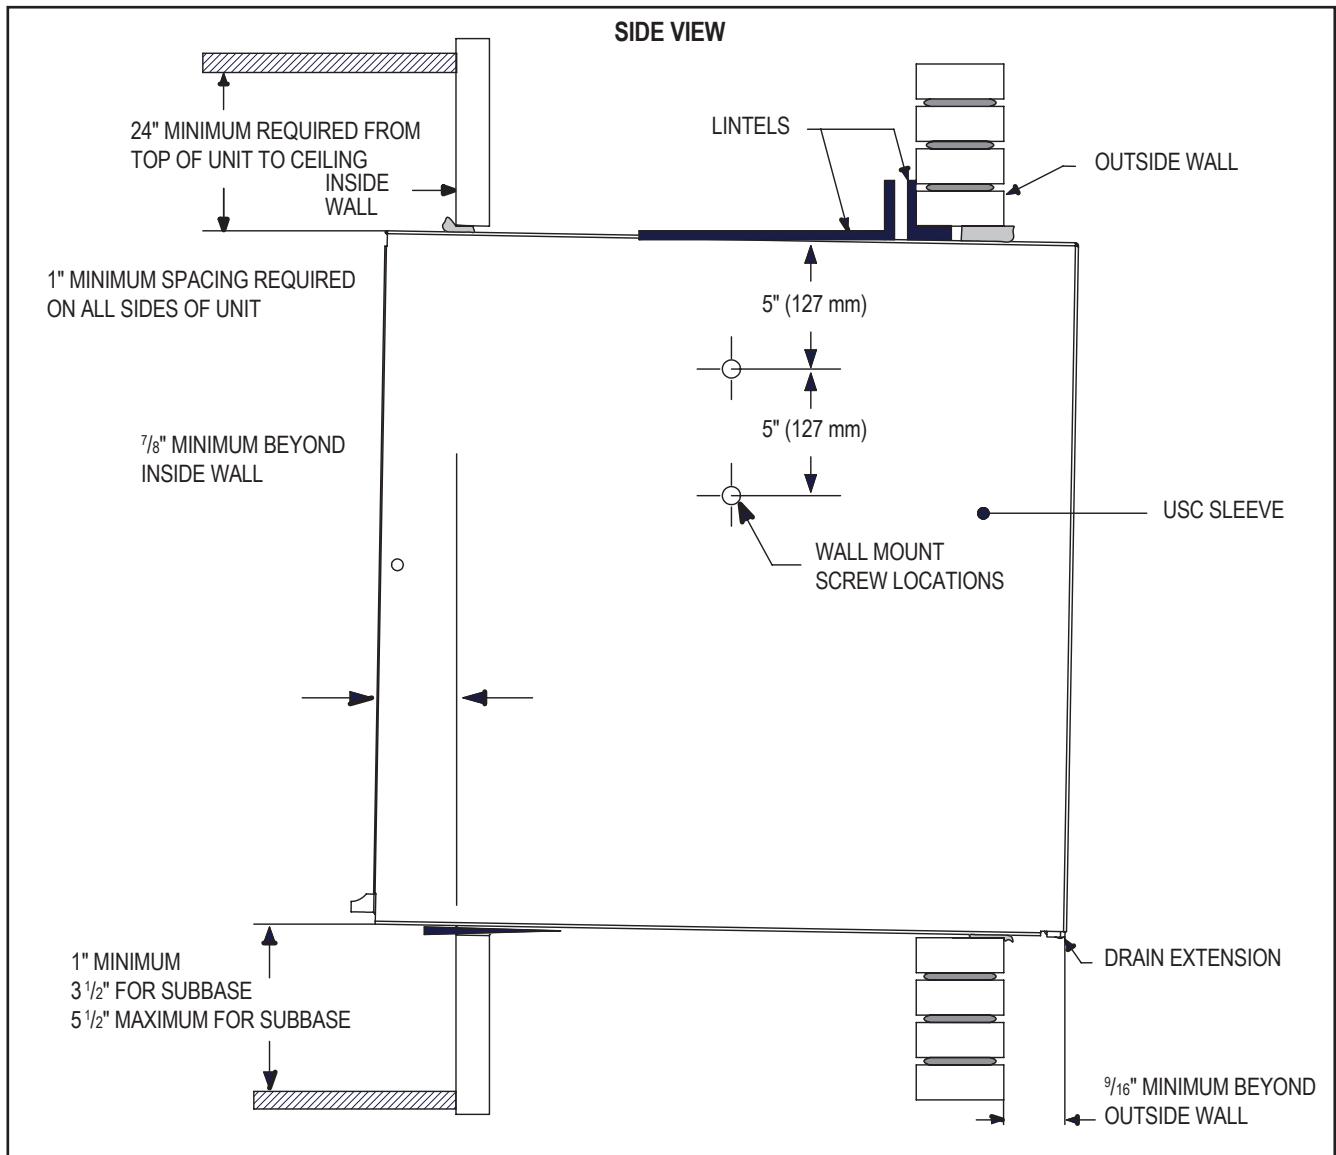 SIDE VIEW
24" MINIMUM REQUIRED FROM
TOP OF UNIT TO CEILING
INSIDE
WALL
LINTELS
OUTSIDE WALL
1" MINIMUM SPACING REQUIRED
ON ALL SIDES OF UNIT
5" (127 mm)
7/8" MINIMUM BEYOND
INSIDE WALL
5" (127 mm)
USC SLEEVE
WALL MOUNT
SCREW LOCATIONS
1" MINIMUM
3 1/2" FOR SUBBASE
5 1/2" MAXIMUM FOR SUBBASE
DRAIN EXTENSION
9/16" MINIMUM BEYOND
OUTSIDE WALL